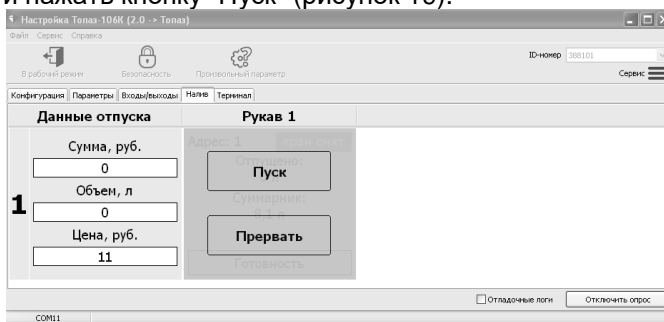 и нажать кнопку "Пуск" (рисунок 19).
Настройка Топаз-106К (2.0 -> Топаз)
Файл Сервис Справка
В рабочий режим Безопасность Произвольный параметр
ID-номер 388101
Сервис
Конфигурация Параметры Входы/выходы Налив Терминал
Данные отпуска Рукав 1
Адрес: 1
Сумма, руб.
0
Отпущено:
Пуск
Объем, л
1
0
Суммарник:
8,1 л
Цена, руб.
11
Прервать
Готовность
Отладочные логи Отключить опрос
COM11